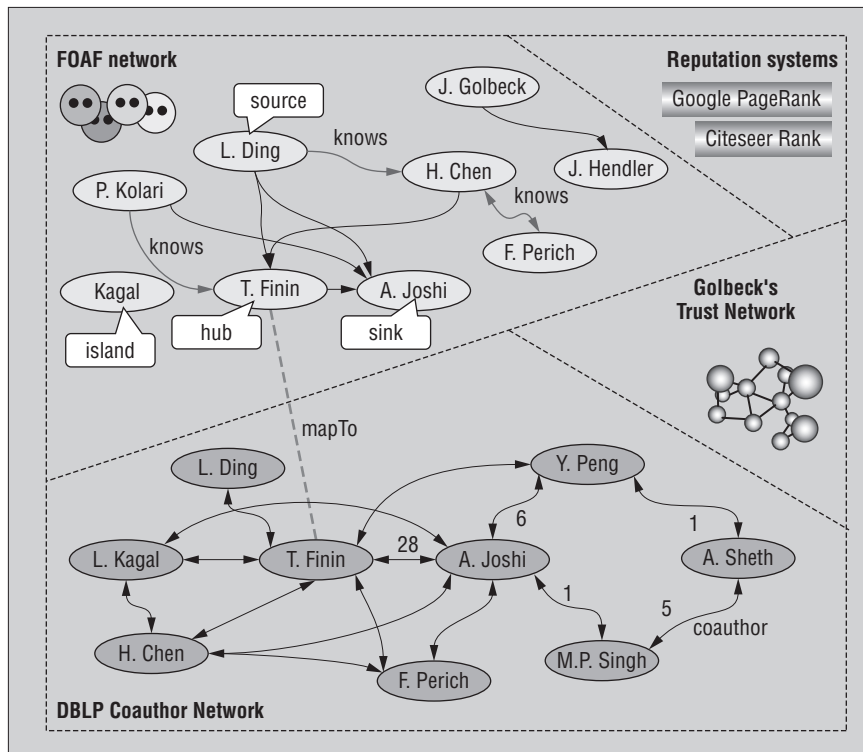 FOAF network
Reputation systems
Google PageRank
Citeseer Rank
source
J. Golbeck
knows
L. Ding
H. Chen
J. Hendler
P. Kolari
knows
knows
F. Perich
Kagal
T. Finin
A. Joshi
Golbeck's
Trust Network
island
hub
sink
mapTo
L. Ding
Y. Peng
6
1
28
L. Kagal
T. Finin
A. Joshi
A. Sheth
1
5
coauthor
H. Chen
F. Perich
M.P. Singh
DBLP Coauthor Network